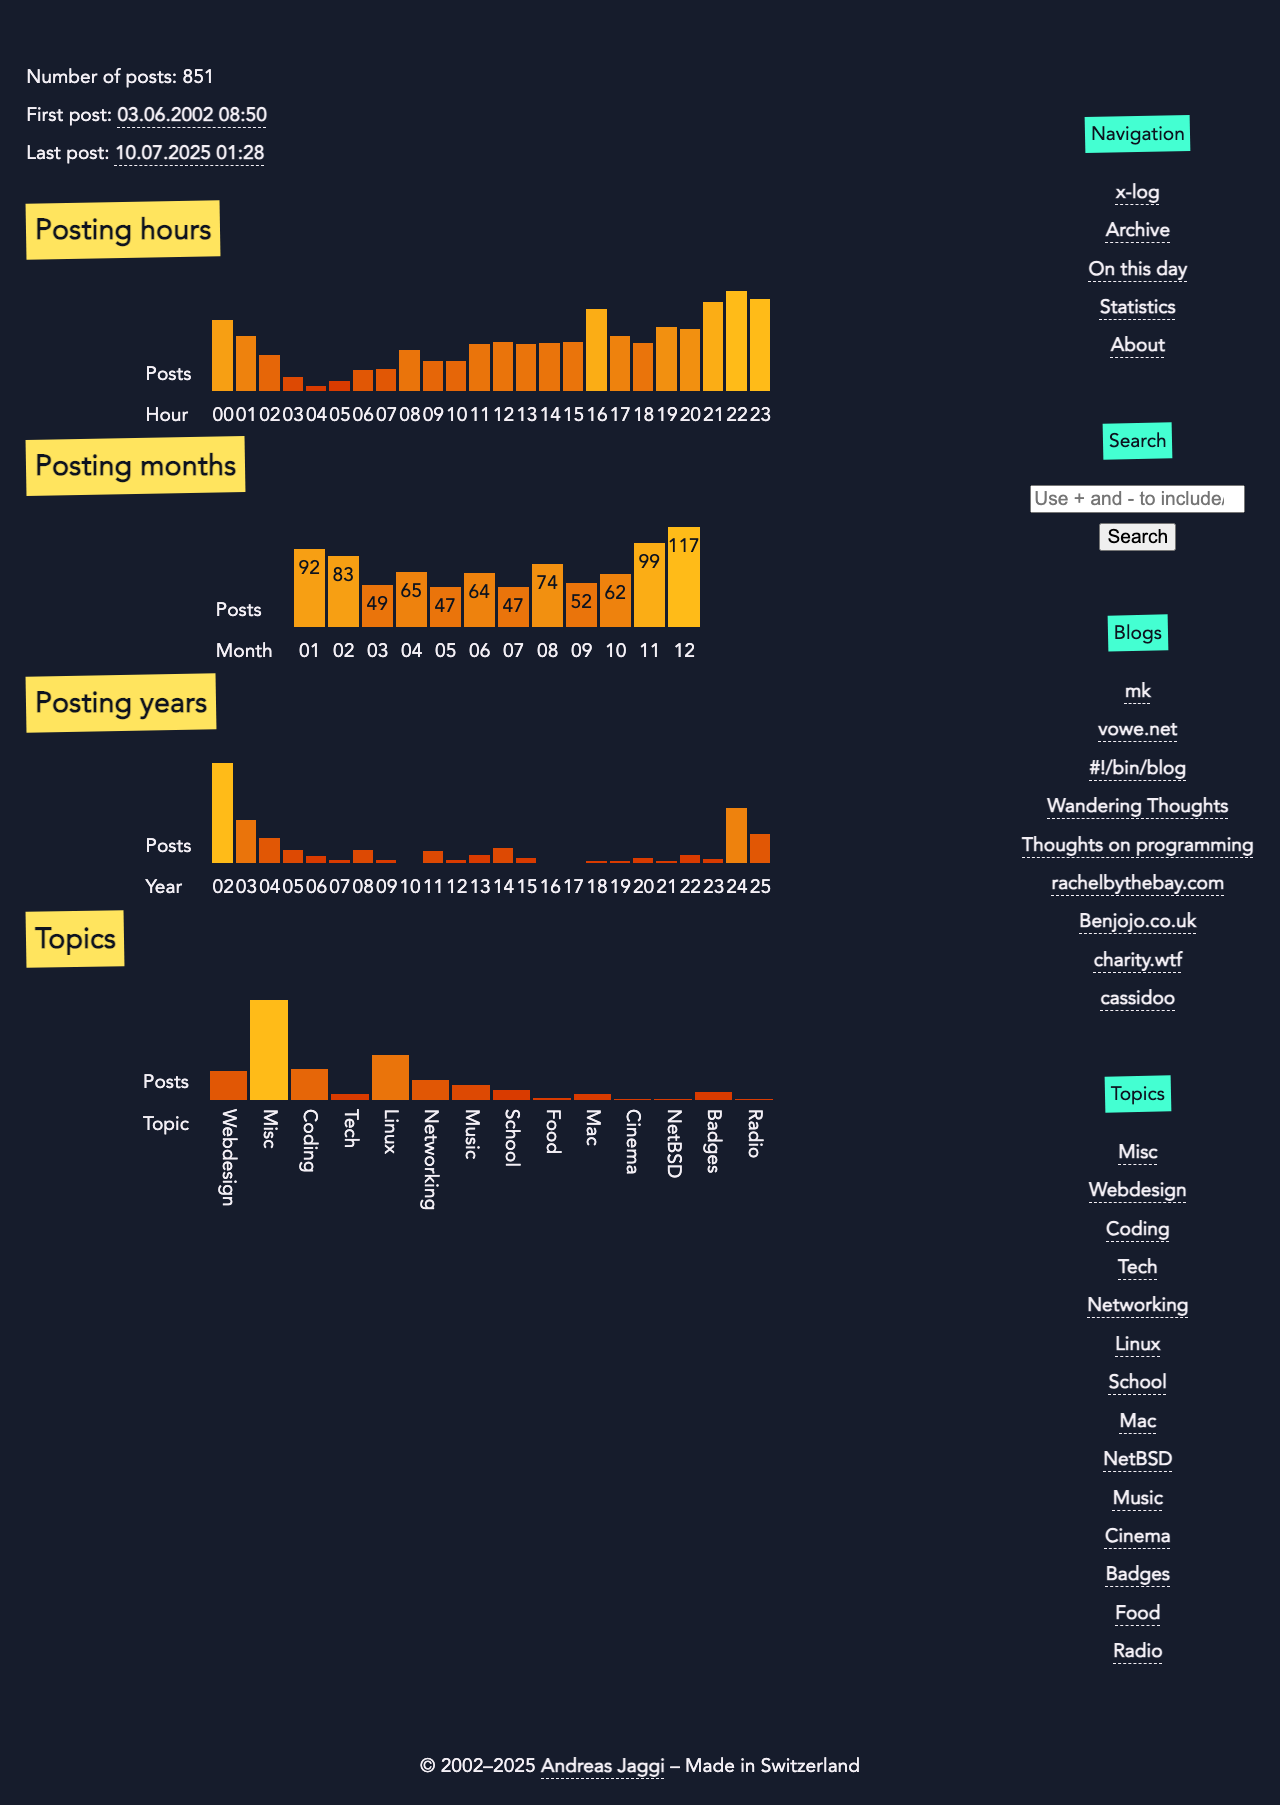 Number of posts: 851
First post: 03.06.2002 08:50
Last post: 10.07.2025 01:28
Posting hours
Posts
Hour 00 01 02 03 04 05 06 07 08 09 10 11 12 13 14 15 16 17 18 19 20 21 22 23
Posting months
Posts 92 83 49 65 47 64 47 74 52 62 99 117
Month 01 02 03 04 05 06 07 08 09 10 11 12
Posting years
Posts
Year 02 03 04 05 06 07 08 09 10 11 12 13 14 15 16 17 18 19 20 21 22 23 24 25
Topics
Posts
Topic Webdesign Misc Coding Tech Linux Networking Music School Food Mac Cinema NetBSD Badges Radio
Navigation
x-log
Archive
On this day
Statistics
About
Search
Use + and - to include/
Search
Blogs
mk
vowe.net
#!/bin/blog
Wandering Thoughts
Thoughts on programming
rachelbythebay.com
Benjojo.co.uk
charity.wtf
cassidoo
Topics
Misc
Webdesign
Coding
Tech
Networking
Linux
School
Mac
NetBSD
Music
Cinema
Badges
Food
Radio
© 2002–2025 Andreas Jaggi – Made in Switzerland